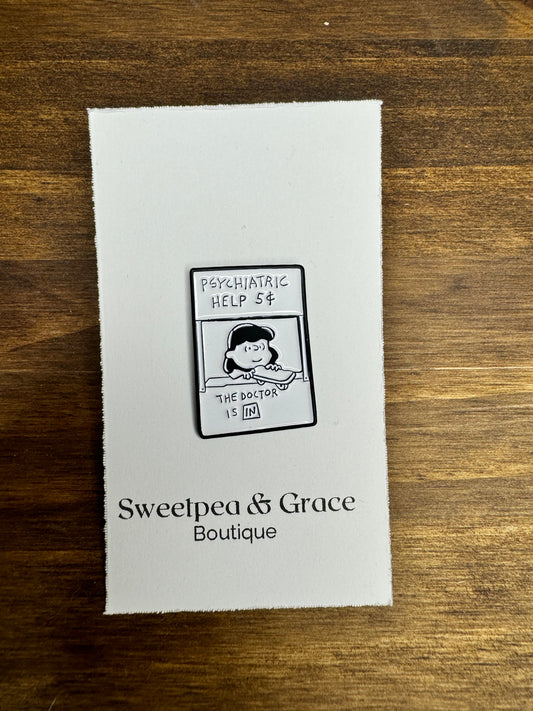 PSYCHIATRIC
HELP 5¢
THE DOCTOR
IS IN
Sweetpea & Grace
Boutique